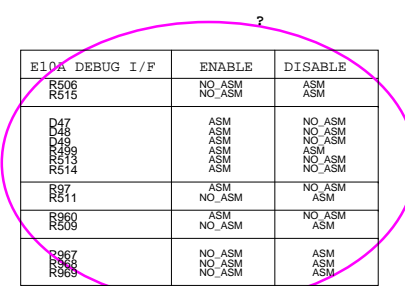 ?
E10A DEBUG I/F ENABLE DISABLE
R506 NO_ASM ASM
R515 NO_ASM ASM
D47 ASM NO_ASM
D48 ASM NO_ASM
D49 ASM NO_ASM
R499 ASM ASM
R513 ASM NO_ASM
R514 ASM NO_ASM
R97 ASM NO_ASM
R511 NO_ASM ASM
R960 ASM NO_ASM
R509 NO_ASM ASM
R967 NO_ASM ASM
R968 NO_ASM ASM
R969 NO_ASM ASM